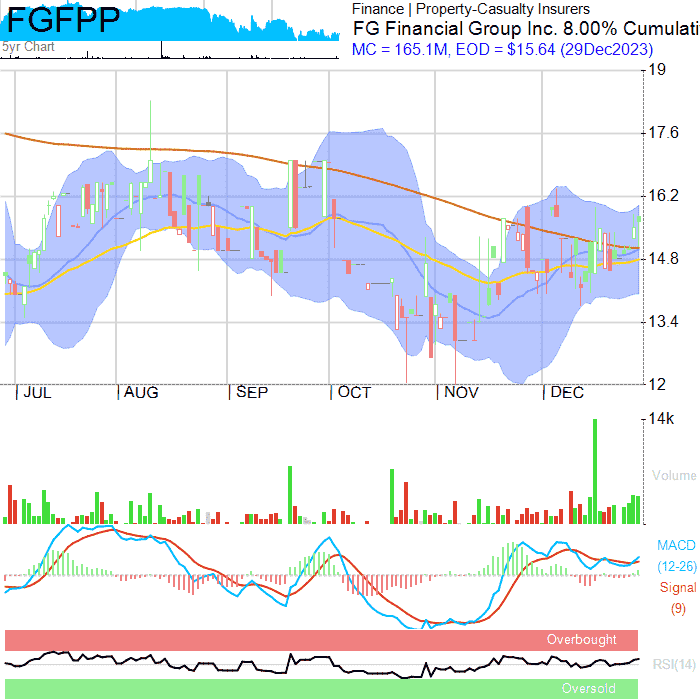 FGFPP
5yr Chart
Finance | Property-Casualty Insurers
FG Financial Group Inc. 8.00% Cumulati
MC = 165.1M, EOD = $15.64 (29Dec2023)
19
17.6
16.2
14.8
13.4
12
JUL AUG SEP OCT NOV DEC
14k
Volume
MACD
(12-26)
Signal
(9)
Overbought
RSI(14)
Oversold